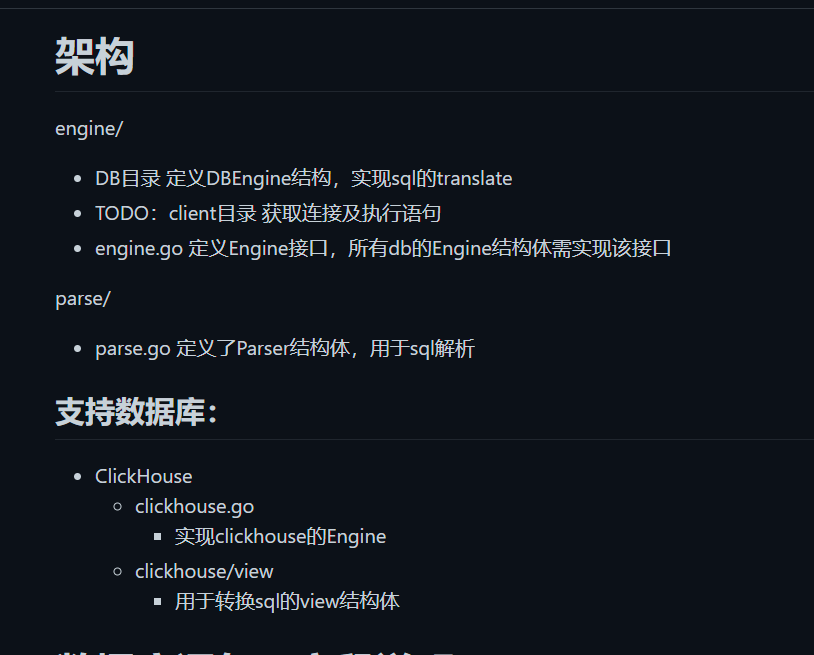 架构
engine/
DB目录 定义DBEngine结构，实现sql的translate
TODO：client目录 获取连接及执行语句
engine.go 定义Engine接口，所有db的Engine结构体需实现该接口
parse/
parse.go 定义了Parser结构体，用于sql解析
支持数据库：
ClickHouse
clickhouse.go
实现clickhouse的Engine
clickhouse/view
用于转换sql的view结构体